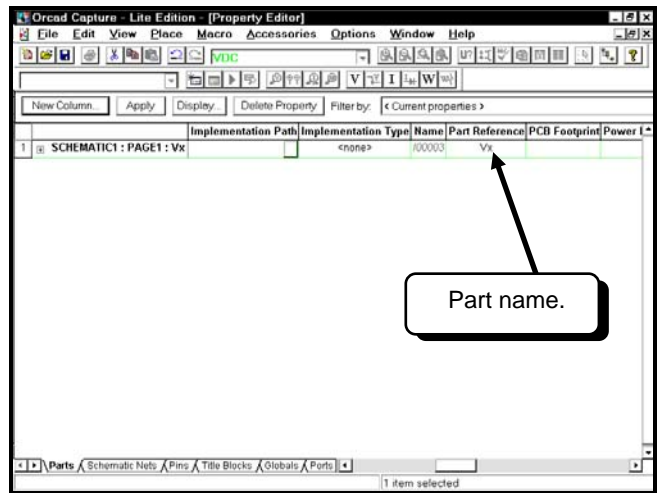 Orcad Capture - Lite Edition - [Property Editor]
File Edit View Place Macro Accessories Options Window Help
VDC
V I W
New Column... Apply Display... Delete Property Filter by: < Current properties >
Implementation Path Implementation Type Name Part Reference PCB Footprint Power
1 SCHEMATIC1 : PAGE1 : Vx <none> I00003 Vx
Part name.
Parts Schematic Nets Pins Title Blocks Globals Ports
1 item selected